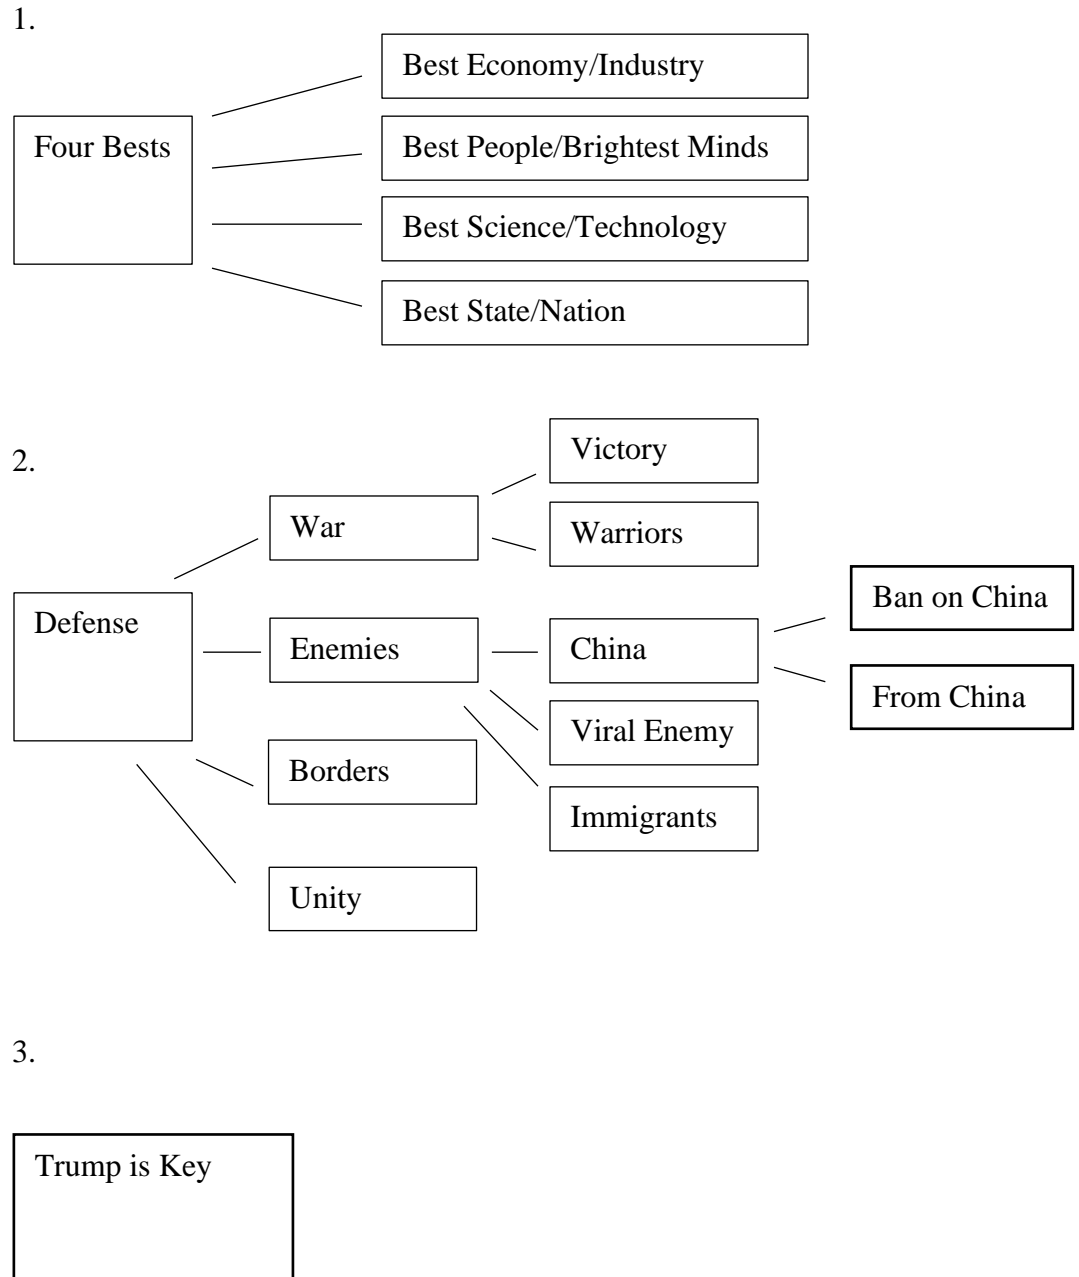 1.
Best Economy/Industry
Four Bests
Best People/Brightest Minds
Best Science/Technology
Best State/Nation
2.
Victory
War
Warriors
Ban on China
Defense
Enemies
China
From China
Viral Enemy
Borders
Immigrants
Unity
3.
Trump is Key